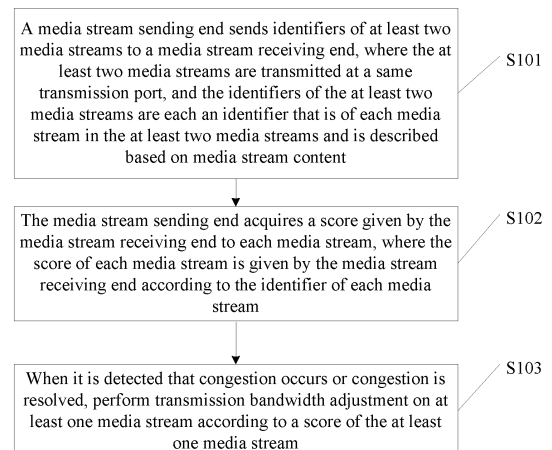 A media stream sending end sends identifiers of at least two
media streams to a media stream receiving end, where the at
least two media streams are transmitted at a same
transmission port, and the identifiers of the at least two
media streams are each an identifier that is of each media
stream in the at least two media streams and is described
based on media stream content
S101
The media stream sending end acquires a score given by the
media stream receiving end to each media stream, where the
score of each media stream is given by the media stream
receiving end according to the identifier of each media
stream
S102
When it is detected that congestion occurs or congestion is
resolved, perform transmission bandwidth adjustment on at
least one media stream according to a score of the at least
one media stream
S103